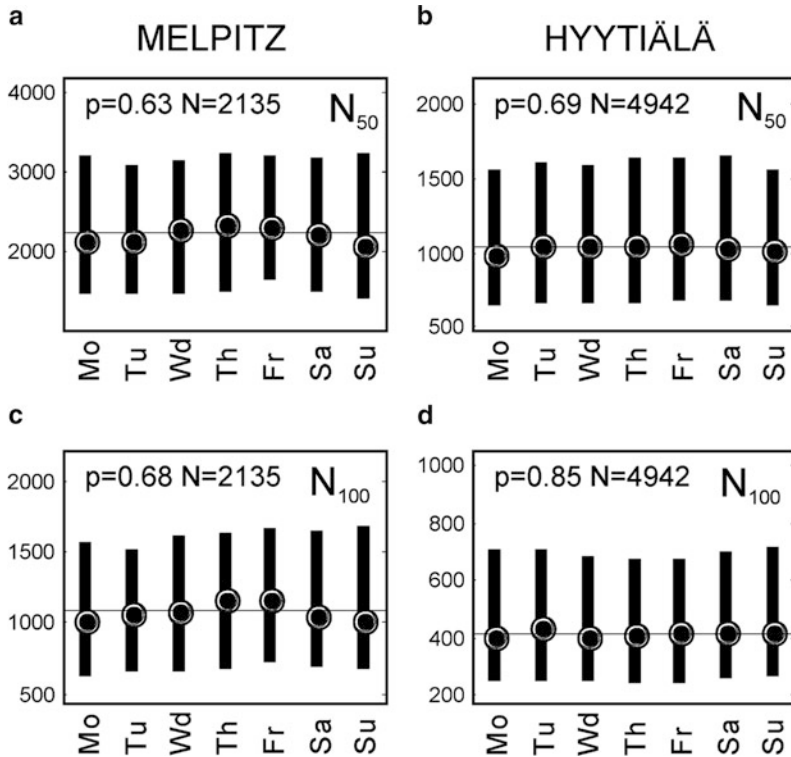 a
MELPITZ
4000
3000
2000
p=0.63 N=2135
N50
Mo
Tu
Wd
Th
Fr
Sa
Su
b
HYYTIÄLÄ
2000
1500
1000
500
p=0.69 N=4942
N50
Mo
Tu
Wd
Th
Fr
Sa
Su
c
2000
1500
1000
500
p=0.68 N=2135
N100
Mo
Tu
Wd
Th
Fr
Sa
Su
d
1000
800
600
400
200
p=0.85 N=4942
N100
Mo
Tu
Wd
Th
Fr
Sa
Su